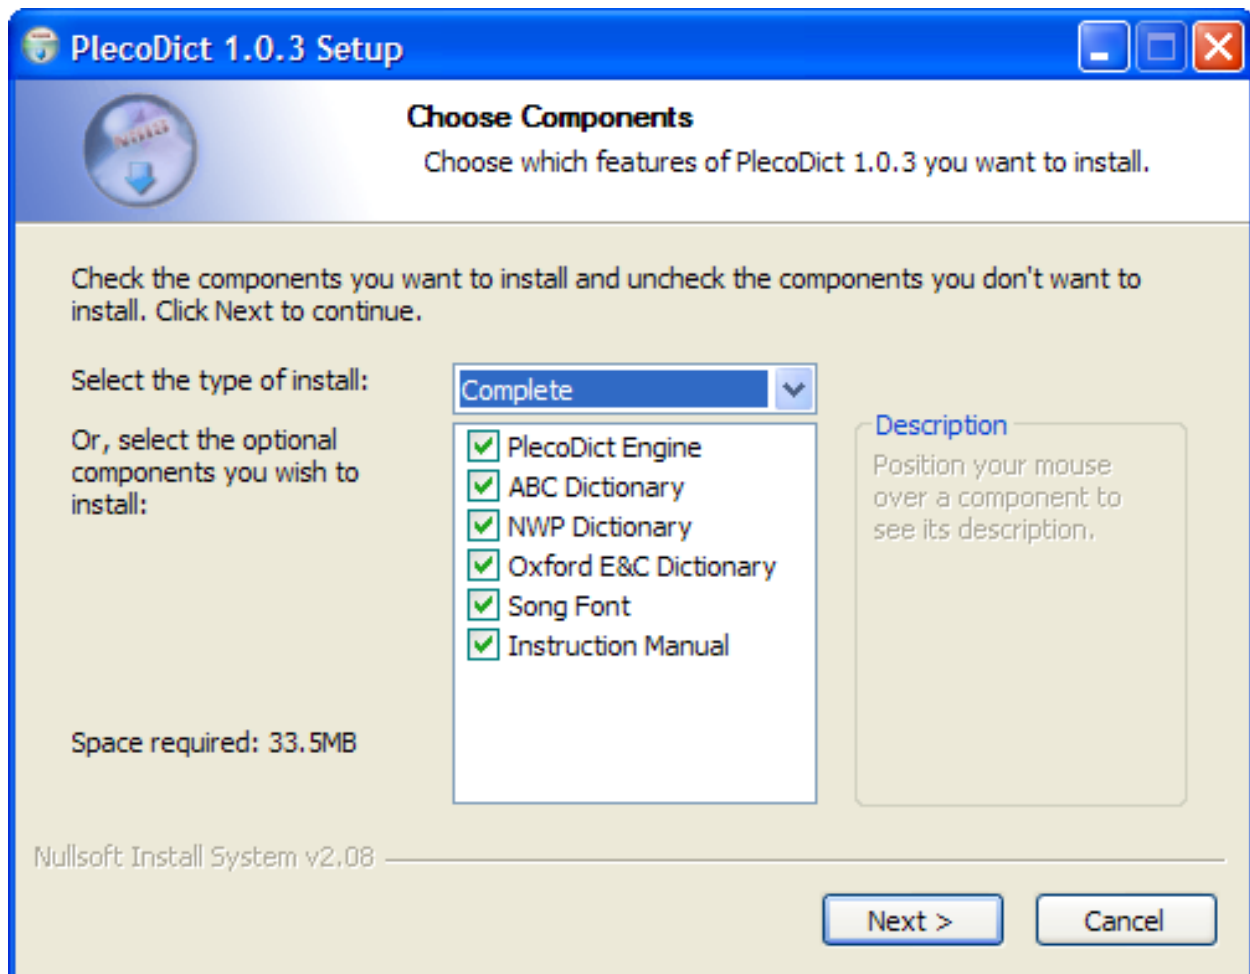 PlecoDict 1.0.3 Setup
Choose Components
Choose which features of PlecoDict 1.0.3 you want to install.
Check the components you want to install and uncheck the components you don't want to
install. Click Next to continue.
Select the type of install:
Complete
Or, select the optional
components you wish to
install:
PlecoDict Engine
ABC Dictionary
NWP Dictionary
Oxford E&C Dictionary
Song Font
Instruction Manual
Description
Position your mouse
over a component to
see its description.
Space required: 33.5MB
Nullsoft Install System v2.08
Next >
Cancel